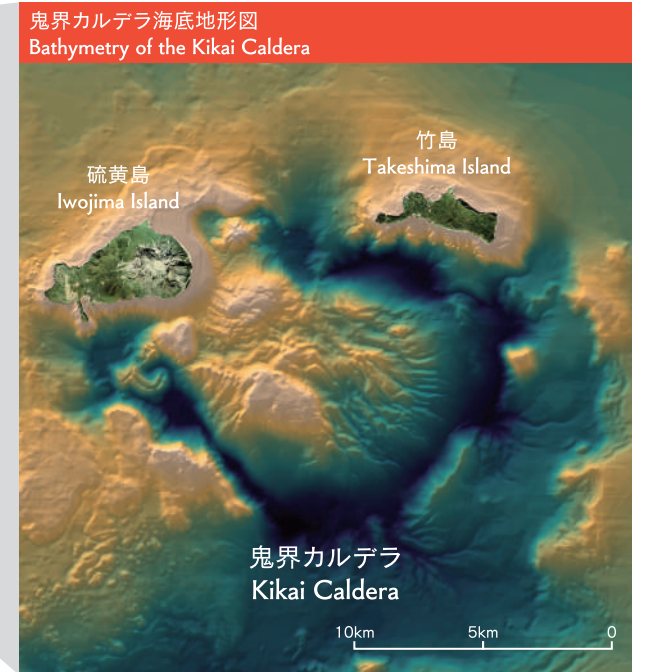 鬼界カルデラ海底地形図
Bathymetry of the Kikai Caldera
竹島
Takeshima Island
硫黄島
Iwojima Island
鬼界カルデラ
Kikai Caldera
10km 5km 0